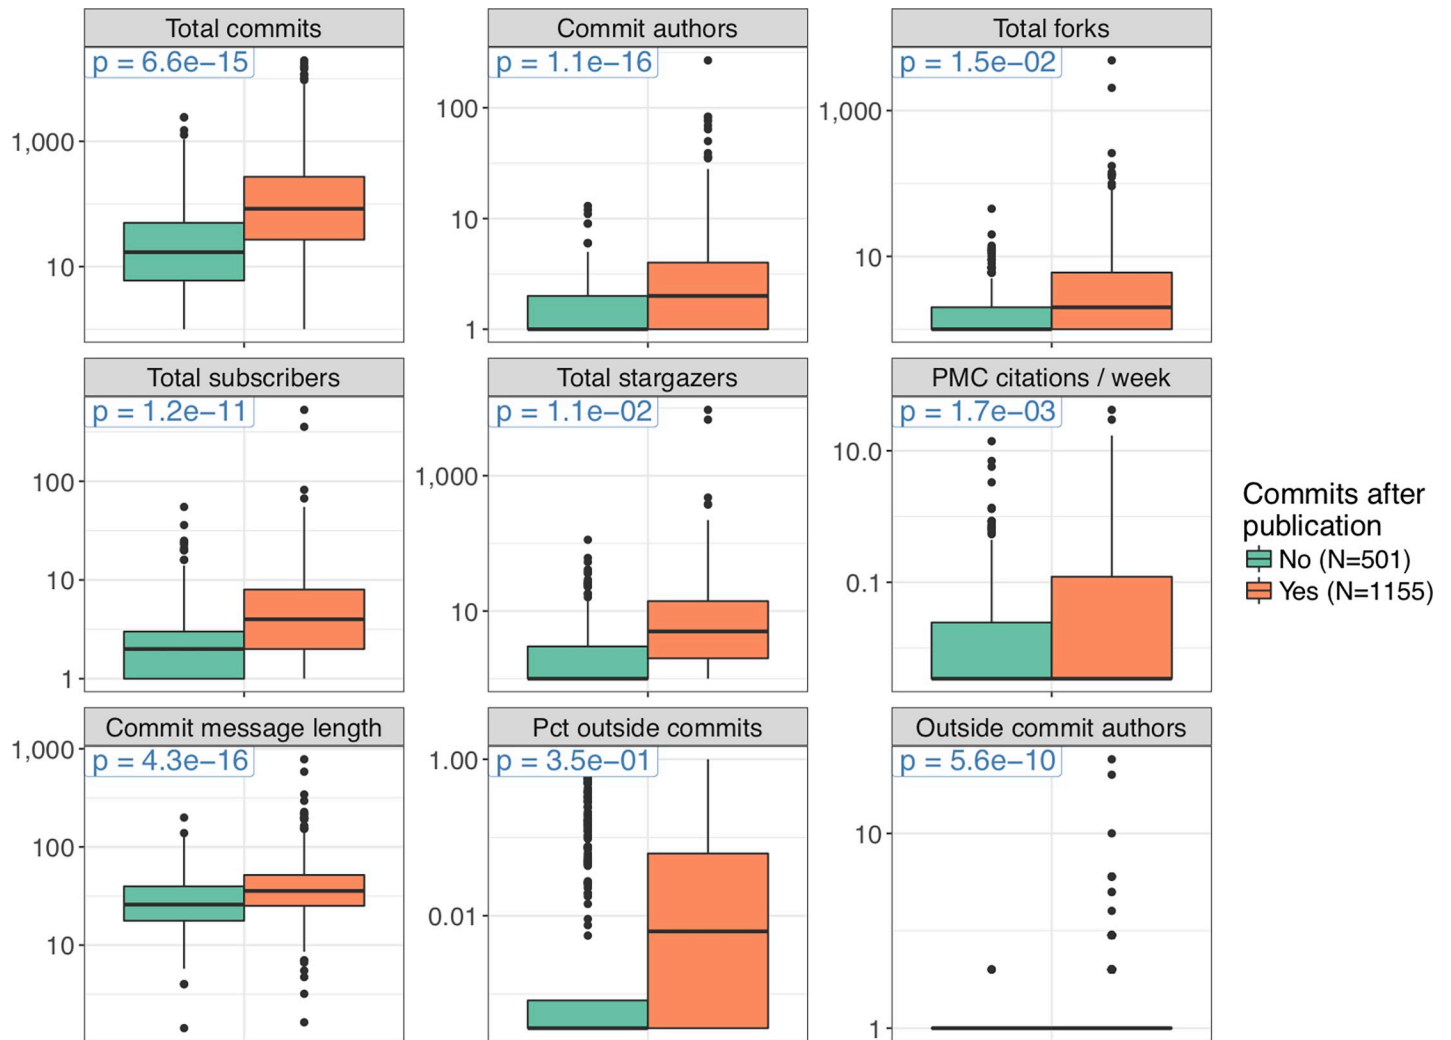 Total commits
p = 6.6e−15
1,000
10
Commit authors
p = 1.1e−16
100
10
1
Total forks
p = 1.5e−02
1,000
10
Total subscribers
p = 1.2e−11
100
10
1
Total stargazers
p = 1.1e−02
1,000
10
PMC citations / week
p = 1.7e−03
10.0
0.1
Commit message length
p = 4.3e−16
1,000
100
10
Pct outside commits
p = 3.5e−01
1.00
0.01
Outside commit authors
p = 5.6e−10
10
1
Commits after
publication
No (N=501)
Yes (N=1155)